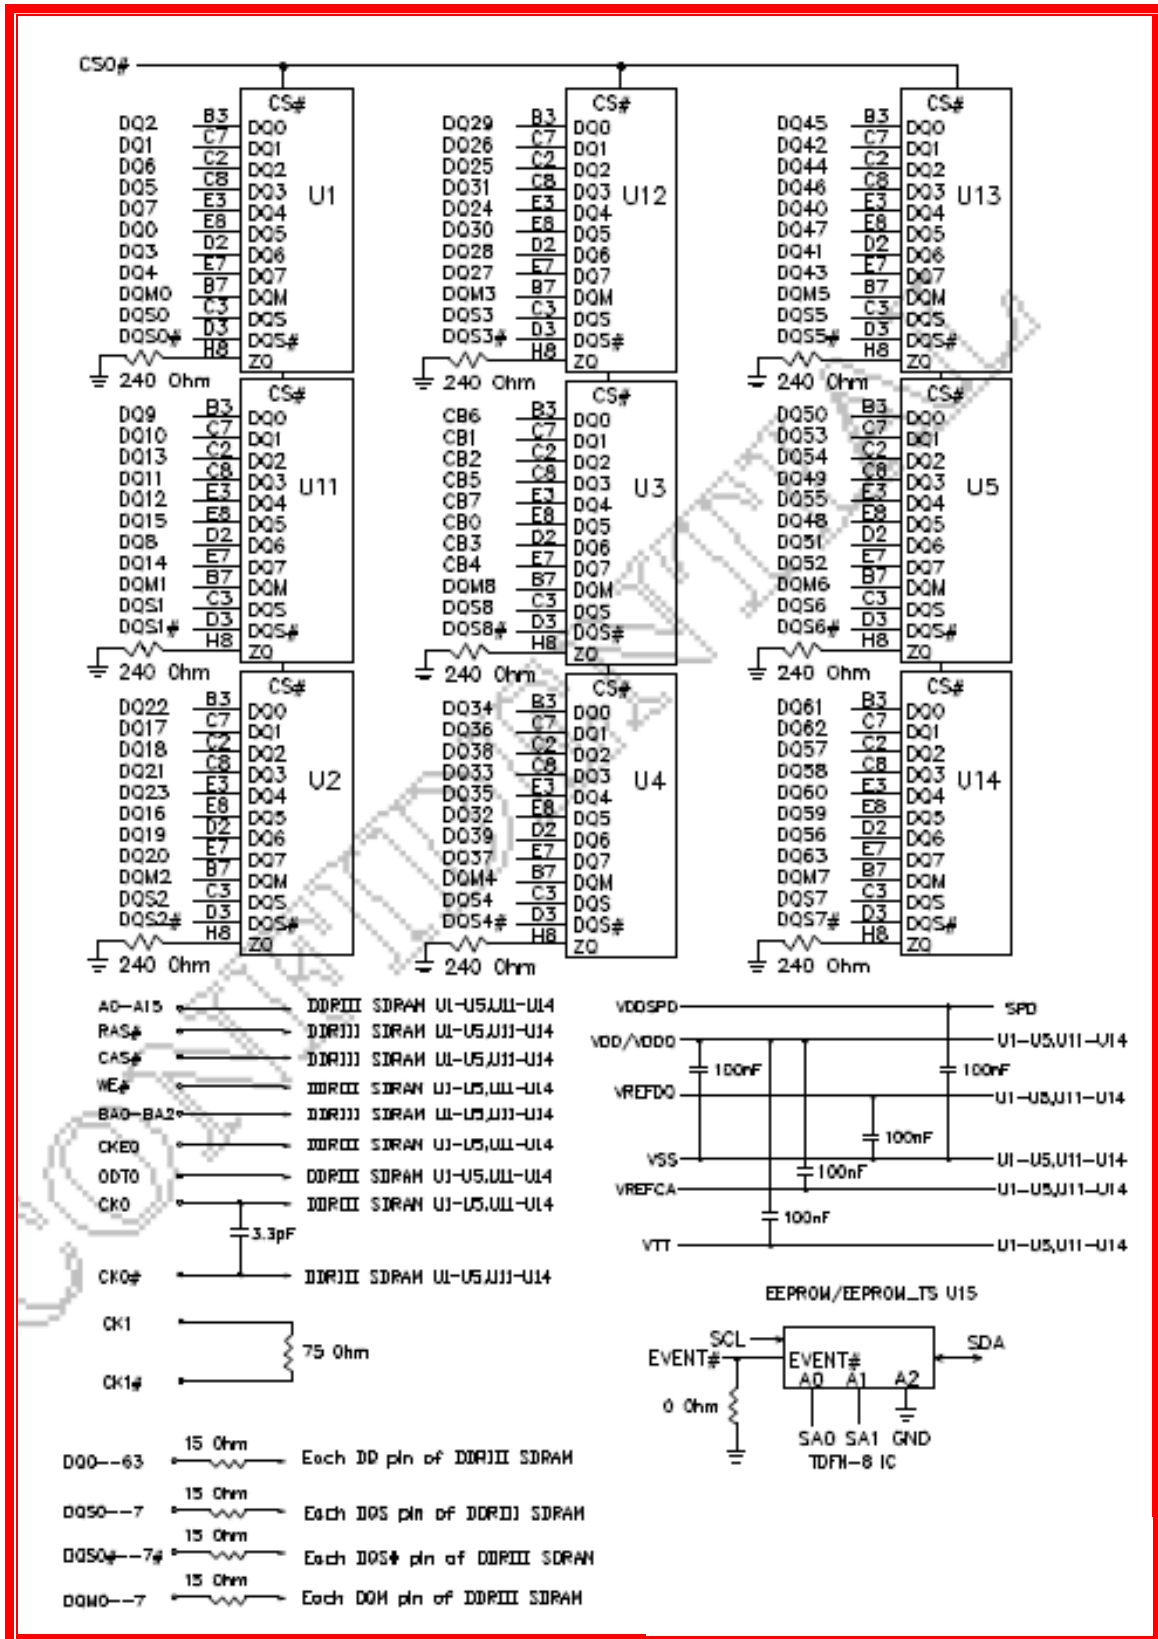 CS0#
CS#
DQ2 B3 DQ0
DQ1 C7 DQ1
DQ6 C2 DQ2
DQ5 C8 DQ3
U1
DQ7 E3 DQ4
DQ0 E8 DQ5
DQ3 D2 DQ6
DQ4 E7 DQ7
DQM0 B7 DQM
DQS0 C3 DQS
DQS0# D3 DQS#
H8 ZQ
240 Ohm
CS#
DQ29 B3 DQ0
DQ26 C7 DQ1
DQ25 C2 DQ2
DQ31 C8 DQ3
U12
DQ24 E3 DQ4
DQ30 E8 DQ5
DQ28 D2 DQ6
DQ27 E7 DQ7
DQM3 B7 DQM
DQS3 C3 DQS
DQS3# D3 DQS#
H8 ZQ
240 Ohm
CS#
DQ45 B3 DQ0
DQ42 C7 DQ1
DQ44 C2 DQ2
DQ46 C8 DQ3
U13
DQ40 E3 DQ4
DQ47 E8 DQ5
DQ41 D2 DQ6
DQ43 E7 DQ7
DQM5 B7 DQM
DQS5 C3 DQS
DQS5# D3 DQS#
H8 ZQ
240 Ohm
CS#
DQ9 B3 DQ0
DQ10 C7 DQ1
DQ13 C2 DQ2
DQ11 C8 DQ3
U11
DQ12 E3 DQ4
DQ15 E8 DQ5
DQ8 D2 DQ6
DQ14 E7 DQ7
DQM1 B7 DQM
DQS1 C3 DQS
DQS1# D3 DQS#
H8 ZQ
240 Ohm
CS#
CB6 B3 DQ0
CB1 C7 DQ1
CB2 C2 DQ2
CB5 C8 DQ3
U3
CB7 E3 DQ4
CB0 E8 DQ5
CB3 D2 DQ6
CB4 E7 DQ7
DQM8 B7 DQM
DQS8 C3 DQS
DQS8# D3 DQS#
H8 ZQ
240 Ohm
CS#
DQ50 B3 DQ0
DQ53 C7 DQ1
DQ54 C2 DQ2
DQ49 C8 DQ3
U5
DQ55 E3 DQ4
DQ48 E8 DQ5
DQ51 D2 DQ6
DQ52 E7 DQ7
DQM6 B7 DQM
DQS6 C3 DQS
DQS6# D3 DQS#
H8 ZQ
240 Ohm
CS#
DQ22 B3 DQ0
DQ17 C7 DQ1
DQ18 C2 DQ2
DQ21 C8 DQ3
U2
DQ23 E3 DQ4
DQ16 E8 DQ5
DQ19 D2 DQ6
DQ20 E7 DQ7
DQM2 B7 DQM
DQS2 C3 DQS
DQS2# D3 DQS#
H8 ZQ
240 Ohm
CS#
DQ34 B3 DQ0
DQ36 C7 DQ1
DQ38 C2 DQ2
DQ33 C8 DQ3
U4
DQ35 E3 DQ4
DQ32 E8 DQ5
DQ39 D2 DQ6
DQ37 E7 DQ7
DQM4 B7 DQM
DQS4 C3 DQS
DQS4# D3 DQS#
H8 ZQ
240 Ohm
CS#
DQ61 B3 DQ0
DQ62 C7 DQ1
DQ57 C2 DQ2
DQ58 C8 DQ3
U14
DQ60 E3 DQ4
DQ59 E8 DQ5
DQ56 D2 DQ6
DQ63 E7 DQ7
DQM7 B7 DQM
DQS7 C3 DQS
DQS7# D3 DQS#
H8 ZQ
240 Ohm
A0-A15 DDRIII SDRAM U1-U5,U11-U14
RAS# DDRIII SDRAM U1-U5,U11-U14
CAS# DDRIII SDRAM U1-U5,U11-U14
WE# DDRIII SDRAM U1-U5,U11-U14
BA0-BA2 DDRIII SDRAM U1-U5,U11-U14
CKE0 DDRIII SDRAM U1-U5,U11-U14
ODT0 DDRIII SDRAM U1-U5,U11-U14
CK0 DDRIII SDRAM U1-U5,U11-U14
3.3pF
CK0# DDRIII SDRAM U1-U5,U11-U14
CK1
75 Ohm
CK1#
VDDSPD SPD
VDD/VDDQ U1-U5,U11-U14
100nF 100nF
VREFDQ U1-U5,U11-U14
100nF
VSS U1-U5,U11-U14
100nF
VREFCA U1-U5,U11-U14
100nF
VTT U1-U5,U11-U14
EEPROM/EEPROM_TS U15
SCL SDA
EVENT# EVENT#
A0 A1 A2
0 Ohm
SA0 SA1 GND
TDFN-8 IC
15 Ohm
DQ0--63 Each DQ pin of DDRIII SDRAM
15 Ohm
DQS0--7 Each DQS pin of DDRIII SDRAM
15 Ohm
DQS0#--7# Each DQS# pin of DDRIII SDRAM
15 Ohm
DQM0--7 Each DQM pin of DDRIII SDRAM
CONFIDENTIAL